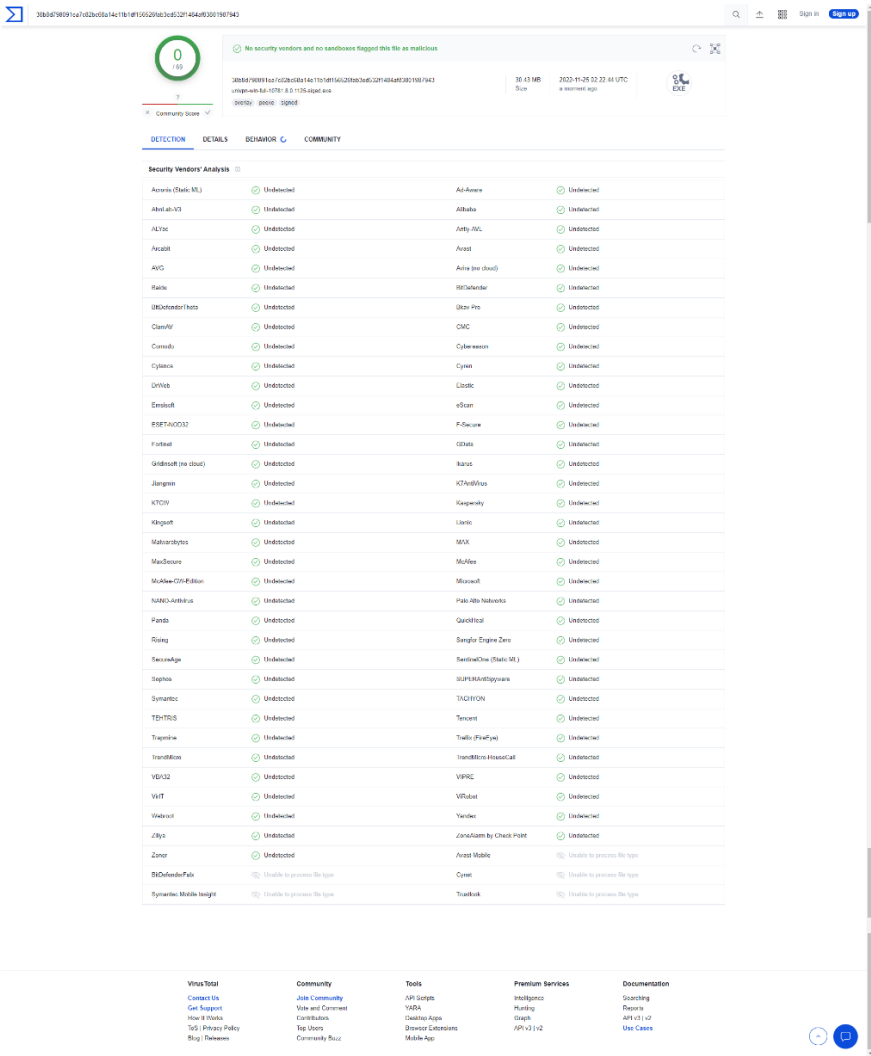 Sign in Sign up
0
/ 69
No security vendors and no sandboxes flagged this file as malicious
30.43 MB 2022-11-25 02:22:44 UTC
Size a moment ago
EXE
overlay peexe signed
?
Community Score
DETECTION DETAILS BEHAVIOR COMMUNITY
Security Vendors' Analysis
Acronis (Static ML) Undetected Ad-Aware Undetected
AhnLab-V3 Undetected Alibaba Undetected
ALYac Undetected Antiy-AVL Undetected
Arcabit Undetected Avast Undetected
AVG Undetected Avira (no cloud) Undetected
Baidu Undetected BitDefender Undetected
BitDefenderTheta Undetected Bkav Pro Undetected
ClamAV Undetected CMC Undetected
Comodo Undetected Cybereason Undetected
Cylance Undetected Cyren Undetected
DrWeb Undetected Elastic Undetected
Emsisoft Undetected eScan Undetected
ESET-NOD32 Undetected F-Secure Undetected
Fortinet Undetected GData Undetected
Gridinsoft (no cloud) Undetected Ikarus Undetected
Jiangmin Undetected K7AntiVirus Undetected
K7GW Undetected Kaspersky Undetected
Kingsoft Undetected Lionic Undetected
Malwarebytes Undetected MAX Undetected
MaxSecure Undetected McAfee Undetected
McAfee-GW-Edition Undetected Microsoft Undetected
NANO-Antivirus Undetected Palo Alto Networks Undetected
Panda Undetected QuickHeal Undetected
Rising Undetected Sangfor Engine Zero Undetected
SecureAge Undetected SentinelOne (Static ML) Undetected
Sophos Undetected SUPERAntiSpyware Undetected
Symantec Undetected TACHYON Undetected
TEHTRIS Undetected Tencent Undetected
Trapmine Undetected Trellix (FireEye) Undetected
TrendMicro Undetected TrendMicro-HouseCall Undetected
VBA32 Undetected VIPRE Undetected
VirIT Undetected ViRobot Undetected
Webroot Undetected Yandex Undetected
Zillya Undetected ZoneAlarm by Check Point Undetected
Zoner Undetected Avast-Mobile Unable to process file type
BitDefenderFalx Unable to process file type Cynet Unable to process file type
Symantec Mobile Insight Unable to process file type Trustlook Unable to process file type
VirusTotal Community Tools Premium Services Documentation
Contact Us Join Community API Scripts Intelligence Searching
Get Support Vote and Comment YARA Hunting Reports
How It Works Contributors Desktop Apps Graph API v3 | v2
ToS | Privacy Policy Top Users Browser Extensions API v3 | v2 Use Cases
Blog | Releases Community Buzz Mobile App